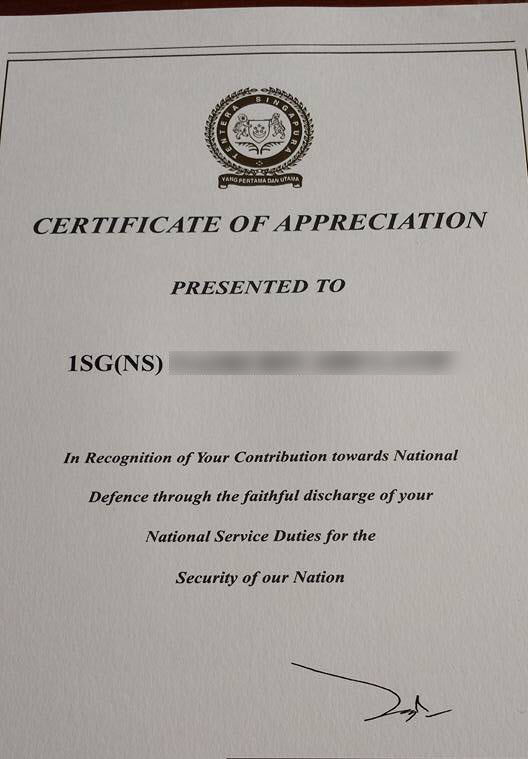 TENTERA SINGAPURA
YANG PERTAMA DAN UTAMA
CERTIFICATE OF APPRECIATION
PRESENTED TO
1SG(NS)
In Recognition of Your Contribution towards National
Defence through the faithful discharge of your
National Service Duties for the
Security of our Nation